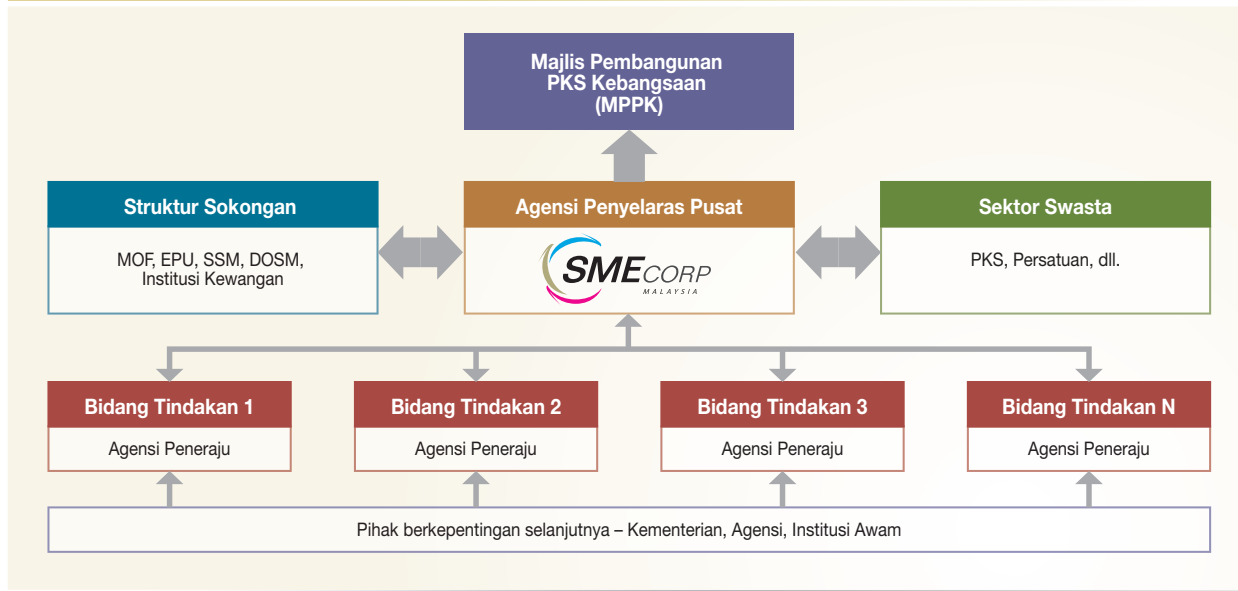 Majlis Pembangunan
PKS Kebangsaan
(MPPK)
Struktur Sokongan
MOF, EPU, SSM, DOSM,
Institusi Kewangan
Agensi Penyelaras Pusat
SMECORP
MALAYSIA
Sektor Swasta
PKS, Persatuan, dll.
Bidang Tindakan 1
Agensi Peneraju
Bidang Tindakan 2
Agensi Peneraju
Bidang Tindakan 3
Agensi Peneraju
Bidang Tindakan N
Agensi Peneraju
Pihak berkepentingan selanjutnya – Kementerian, Agensi, Institusi Awam